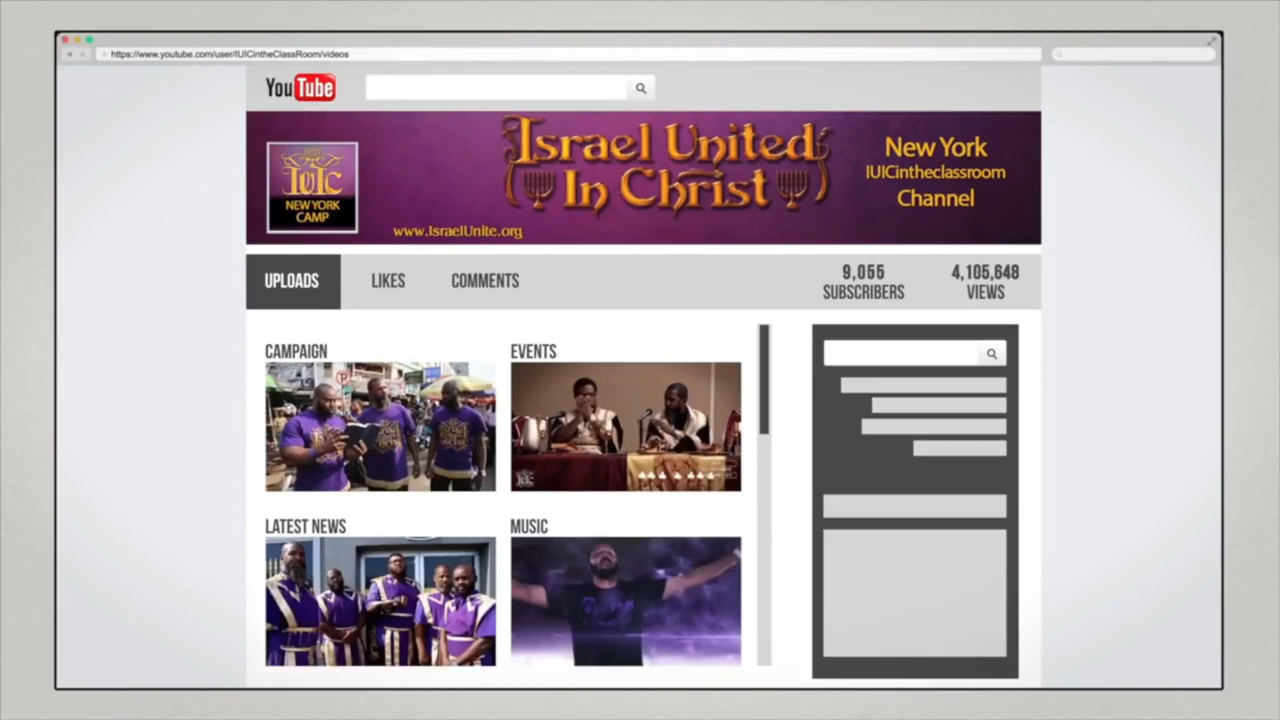 https://www.youtube.com/user/IUICintheClassRoom/videos
YouTube
Israel United
In Christ
New York
IUICintheclassroom
Channel
IUIC
NEW YORK
CAMP
www.IsraelUnite.org
UPLOADS
LIKES
COMMENTS
9,055
SUBSCRIBERS
4,105,648
VIEWS
CAMPAIGN
EVENTS
P
LATEST NEWS
MUSIC